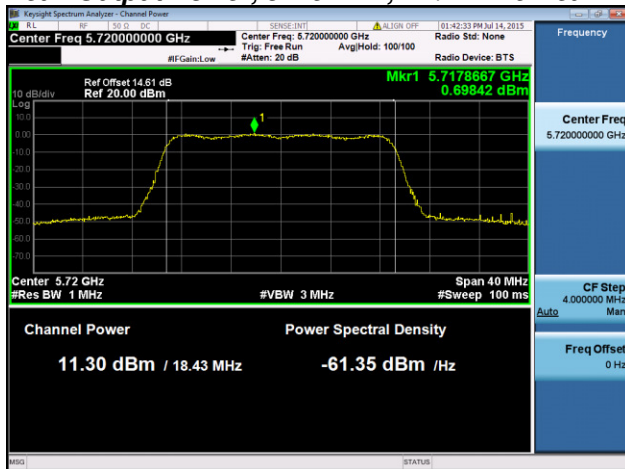 Keysight Spectrum Analyzer - Channel Power
RL RF 50 Ω DC SENSE:INT ALIGN OFF 01:42:33 PM Jul 14, 2015
Center Freq 5.720000000 GHz
Center Freq: 5.720000000 GHz
Radio Std: None
Trig: Free Run Avg|Hold: 100/100
#IFGain:Low
#Atten: 20 dB
Radio Device: BTS
Frequency
Mkr1 5.7178667 GHz
0.69842 dBm
Ref Offset 14.61 dB
10 dB/div Ref 20.00 dBm
Log
10.0
0.00
-10.0
-20.0
-30.0
-40.0
-50.0
-60.0
-70.0
1
Center 5.72 GHz
Span 40 MHz
#Res BW 1 MHz
#VBW 3 MHz
#Sweep 100 ms
Channel Power
Power Spectral Density
11.30 dBm / 18.43 MHz
-61.35 dBm /Hz
Center Freq
5.720000000 GHz
CF Step
4.000000 MHz
Auto Man
Freq Offset
0 Hz
MSG
STATUS